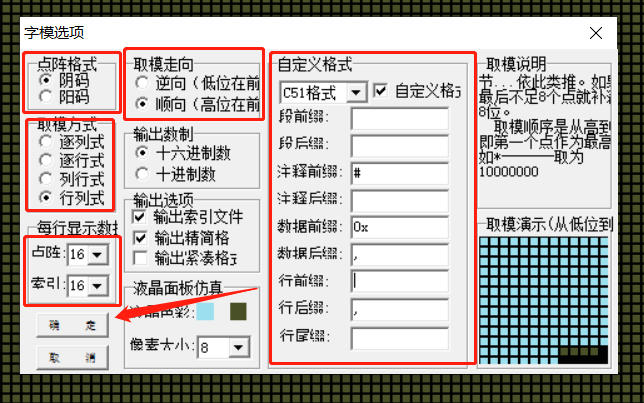 字模选项
点阵格式
阴码
阳码
取模方式
逐列式
逐行式
列行式
行列式
每行显示数据
点阵:
16
索引:
16
确 定
取 消
取模走向
逆向（低位在前
顺向（高位在前
输出数制
十六进制数
十进制数
输出选项
输出索引文件
输出精简格
输出紧凑格式
液晶面板仿真
液晶色彩:
像素大小:
8
自定义格式
C51格式
自定义格式
段前缀:
段后缀:
注释前缀:
#
注释后缀:
数据前缀:
0x
数据后缀:
,
行前缀:
行后缀:
,
行尾缀:
取模说明
节...依此类推。如果
最后不足8个点就补满
8位。
取模顺序是从高到
即第一个点作为最高
如*-------取为
10000000
取模演示(从低位到